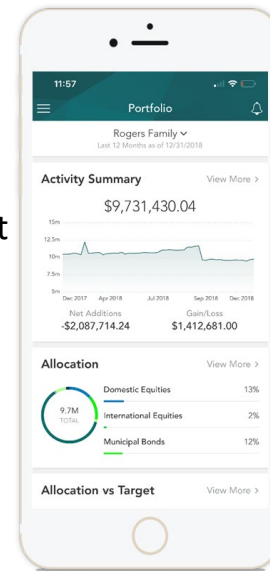 t
11:57
Portfolio
Rogers Family
Last 12 Months as of 12/31/2018
Activity Summary View More >
$9,731,430.04
15m
12.5m
10m
7.5m
5m
Dec 2017 Apr 2018 Jul 2018 Sep 2018 Dec 2018
Net Additions Gain/Loss
-$2,087,714.24 $1,412,681.00
Allocation View More >
9.7M
TOTAL
Domestic Equities 13%
International Equities 2%
Municipal Bonds 12%
Allocation vs Target View More >